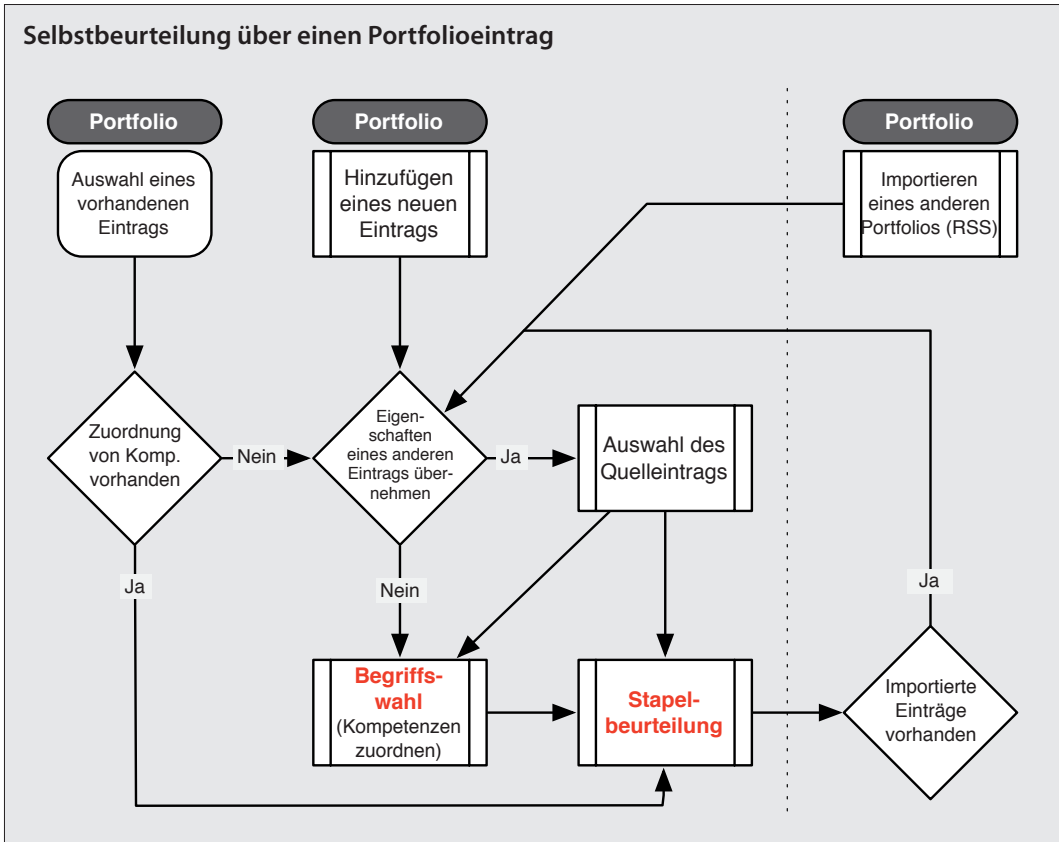 Selbstbeurteilung über einen Portfolioeintrag
Portfolio
Portfolio
Portfolio
Auswahl eines
vorhandenen
Eintrags
Hinzufügen
eines neuen
Eintrags
Importieren
eines anderen
Portfolios (RSS)
Zuordnung
von Komp.
vorhanden
Nein
Eigen-
schaften
eines anderen
Eintrags über-
nehmen
Ja
Auswahl des
Quelleintrags
Ja
Nein
Ja
Begriffs-
wahl
(Kompetenzen
zuordnen)
Stapel-
beurteilung
Importierte
Einträge
vorhanden